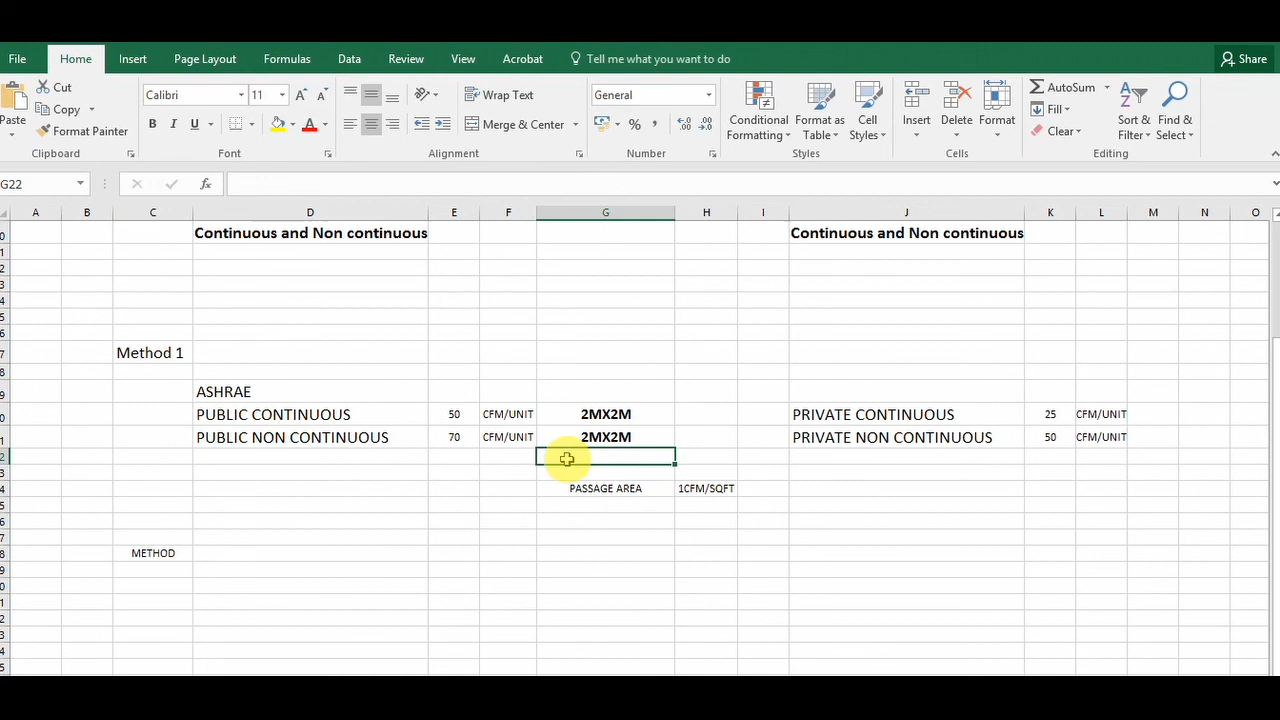 File Home Insert Page Layout Formulas Data Review View Acrobat Tell me what you want to do Share
Paste Cut Copy Format Painter
Clipboard
Calibri 11 A A
B I U A
Font
Wrap Text
Merge & Center
Alignment
General
% ,
Number
Conditional Formatting Format as Table Cell Styles
Styles
Insert Delete Format
Cells
AutoSum Fill Clear Sort & Filter Find & Select
Editing
G22 fx
A B C D E F G H I J K L M N O
Continuous and Non continuous Continuous and Non continuous
Method 1
ASHRAE
PUBLIC CONTINUOUS 50 CFM/UNIT 2MX2M PRIVATE CONTINUOUS 25 CFM/UNIT
PUBLIC NON CONTINUOUS 70 CFM/UNIT 2MX2M PRIVATE NON CONTINUOUS 50 CFM/UNIT
PASSAGE AREA 1CFM/SQFT
METHOD